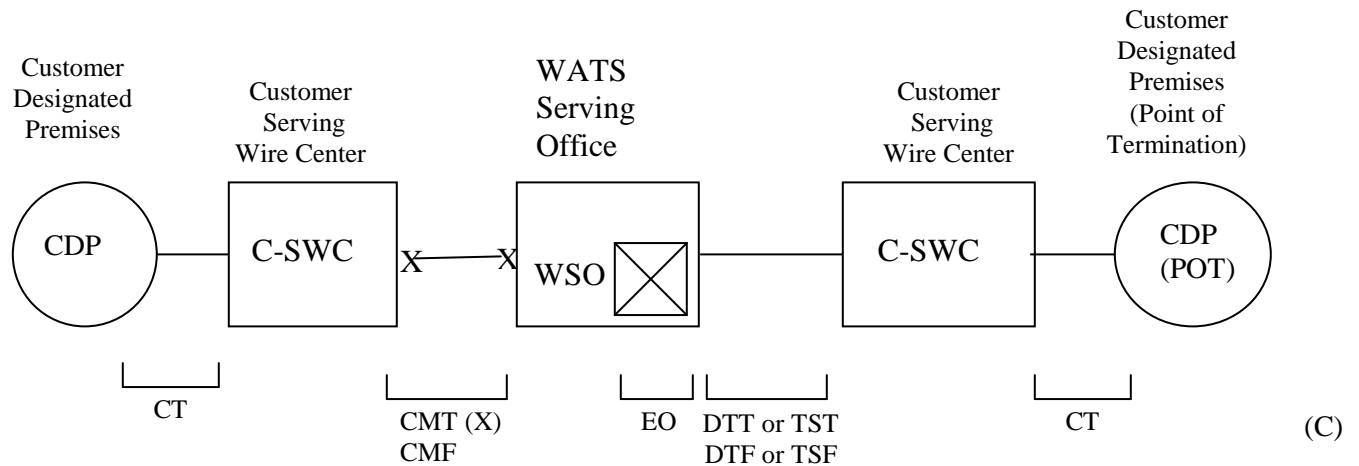 Customer
Designated
Premises
Customer
Serving
Wire Center
WATS
Serving
Office
Customer
Serving
Wire Center
Customer
Designated
Premises
(Point of
Termination)
CDP
C-SWC
X
X
WSO
C-SWC
CDP
(POT)
CT
CMT (X)
CMF
EO
DTT or TST
DTF or TSF
CT
(C)